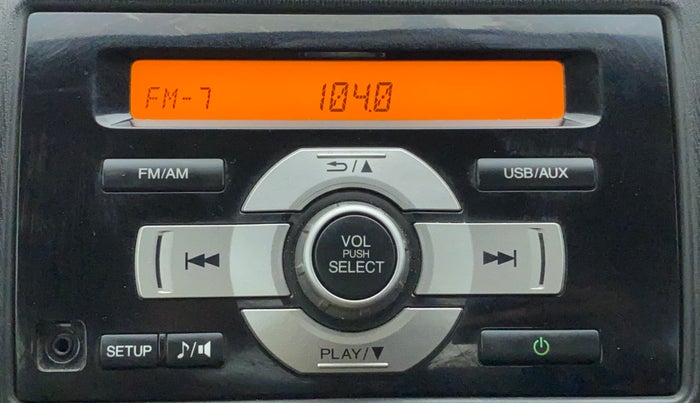 FM-7 104.0
FM/AM
USB/AUX
VOL
PUSH
SELECT
SETUP
PLAY/▼